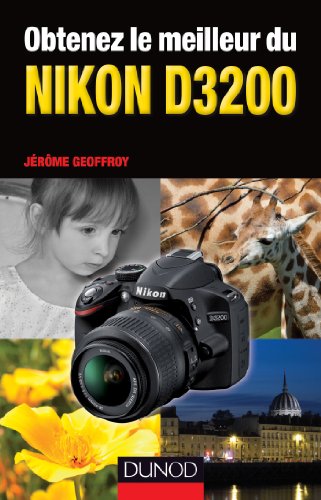 Obtenez le meilleur du
NIKON D3200
JÉRÔME GEOFFROY
Nikon
D3200
DUNOD